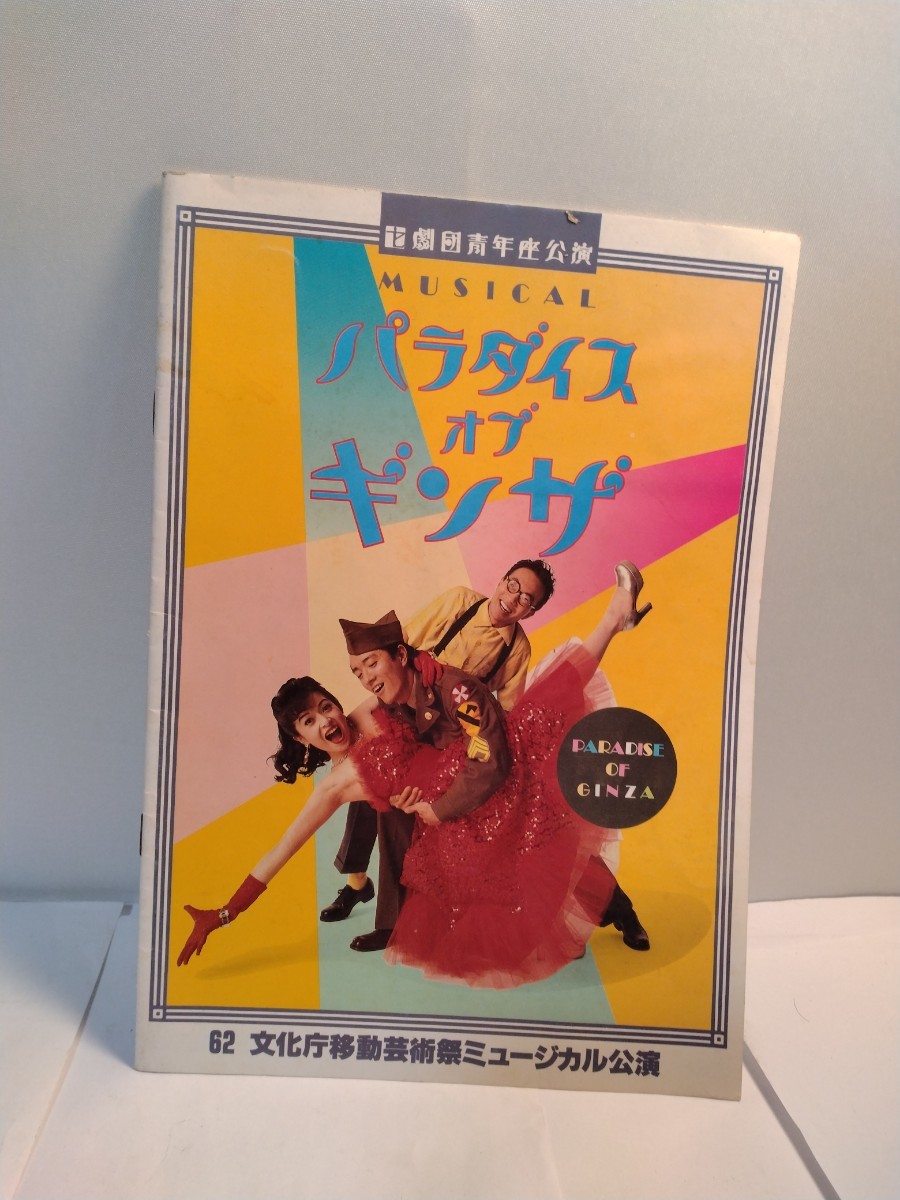 劇団青年座公演
MUSICAL
パラダイス
オブ
ギンザ
PARADISE
OF
GINZA
62 文化庁移動芸術祭ミュージカル公演